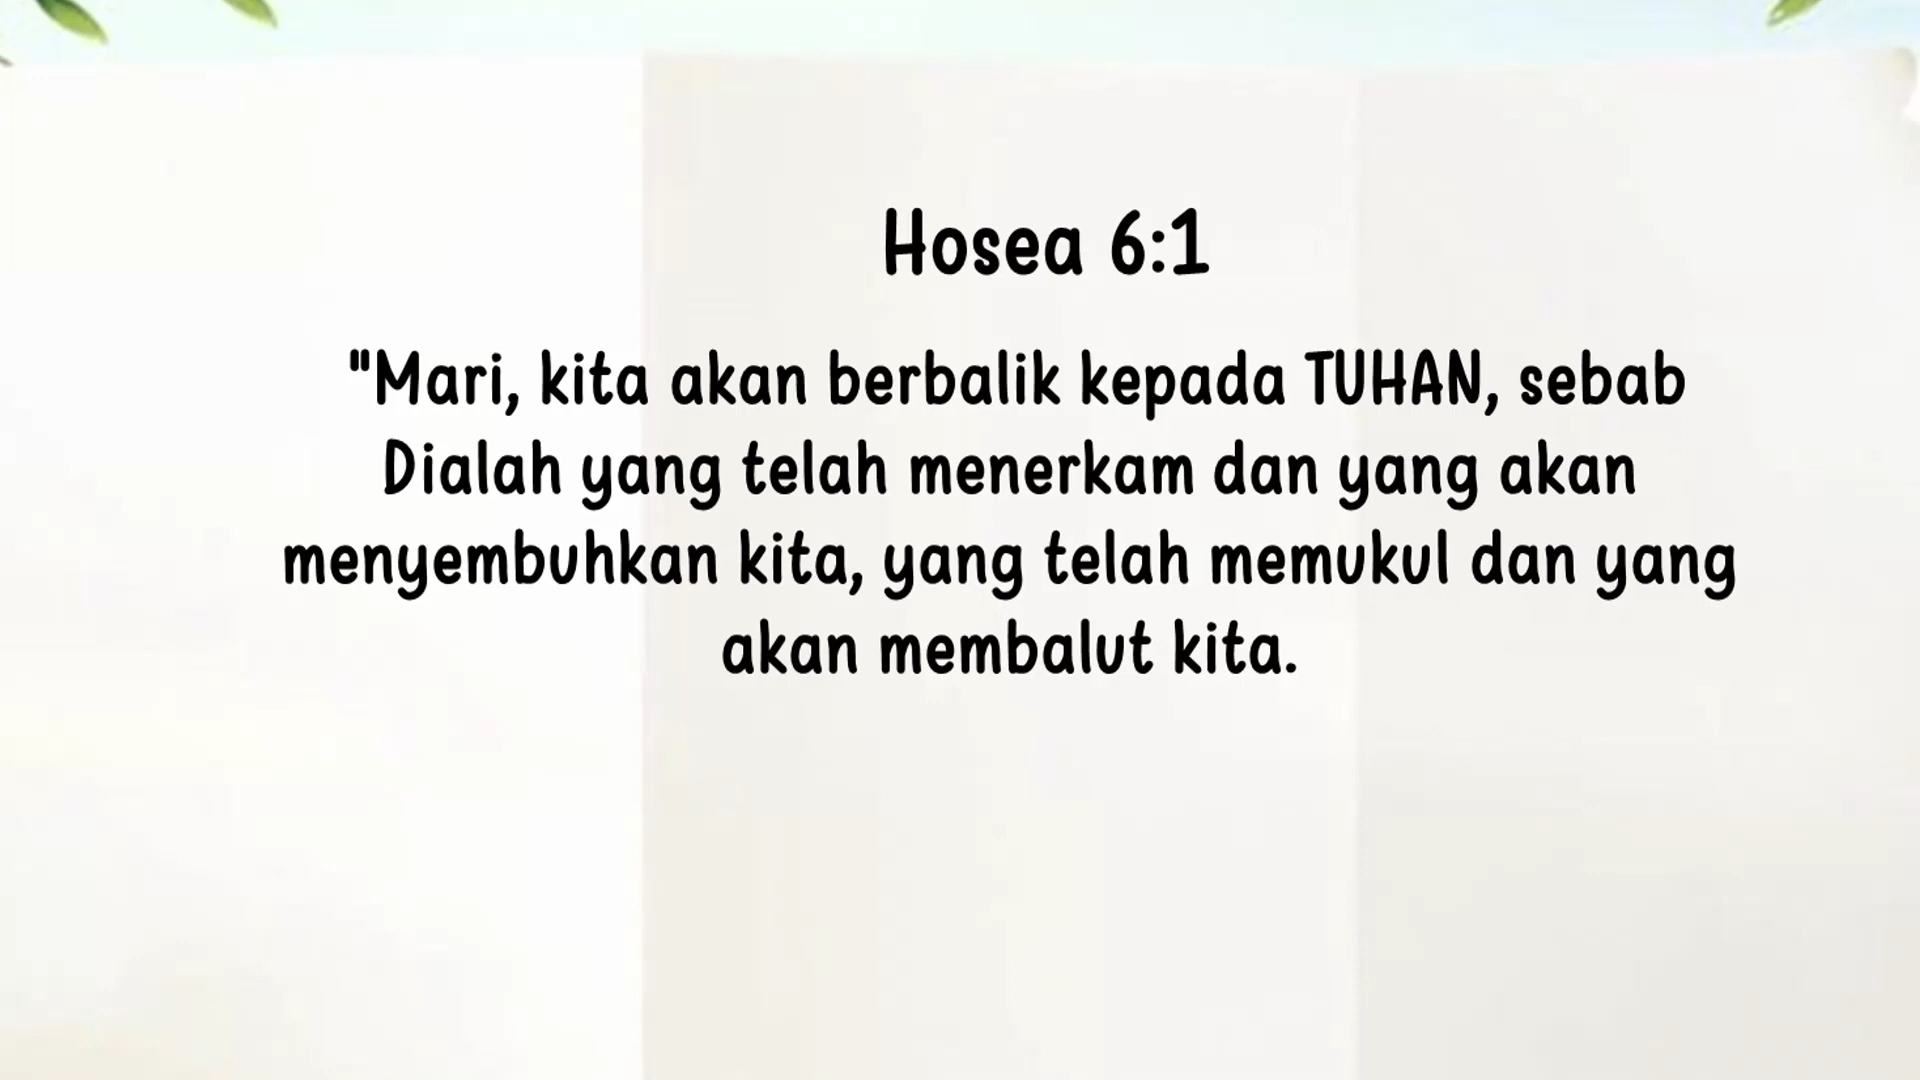 Hosea 6:1
"Mari, kita akan berbalik kepada TUHAN, sebab
Dialah yang telah menerkam dan yang akan
menyembuhkan kita, yang telah memukul dan yang
akan membalut kita.